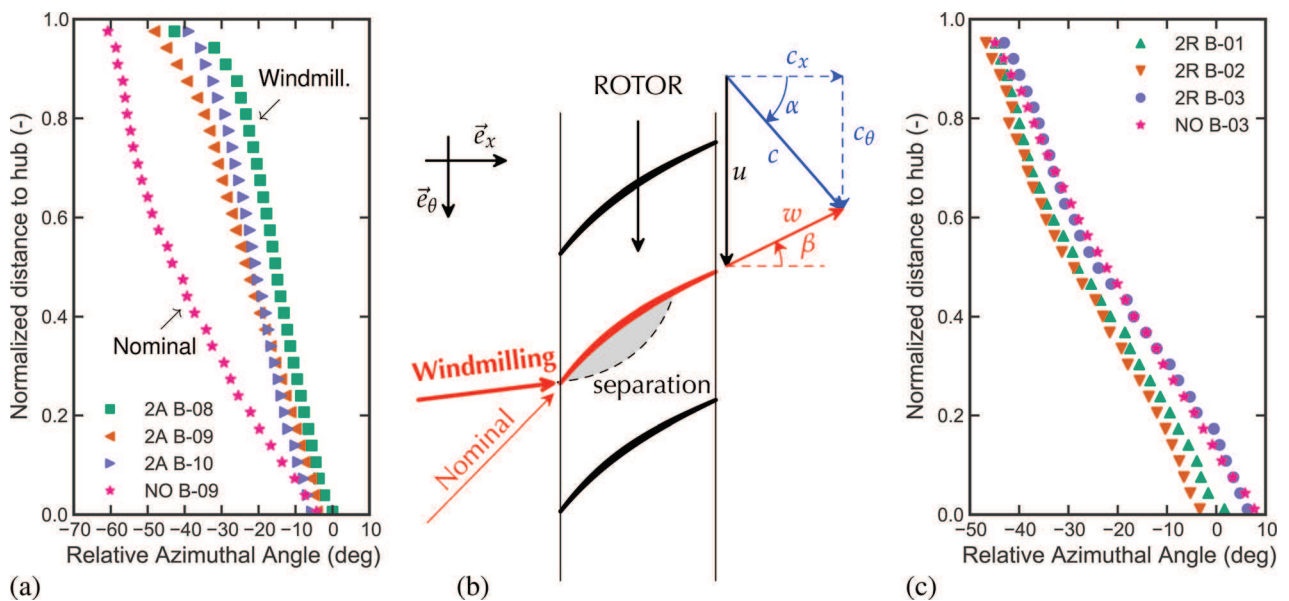 1.0
0.8
0.6
0.4
0.2
0.0
Normalized distance to hub (-)
Windmill.
Nominal
2A B-08
2A B-09
2A B-10
NO B-09
−70 −60 −50 −40 −30 −20 −10 0 10
Relative Azimuthal Angle (deg)
(a)
ROTOR
e⃗x
e⃗θ
cx
α
cθ
c
u
w
β
Windmilling
separation
Nominal
(b)
1.0
0.8
0.6
0.4
0.2
0.0
Normalized distance to hub (-)
2R B-01
2R B-02
2R B-03
NO B-03
−50 −40 −30 −20 −10 0 10
Relative Azimuthal Angle (deg)
(c)